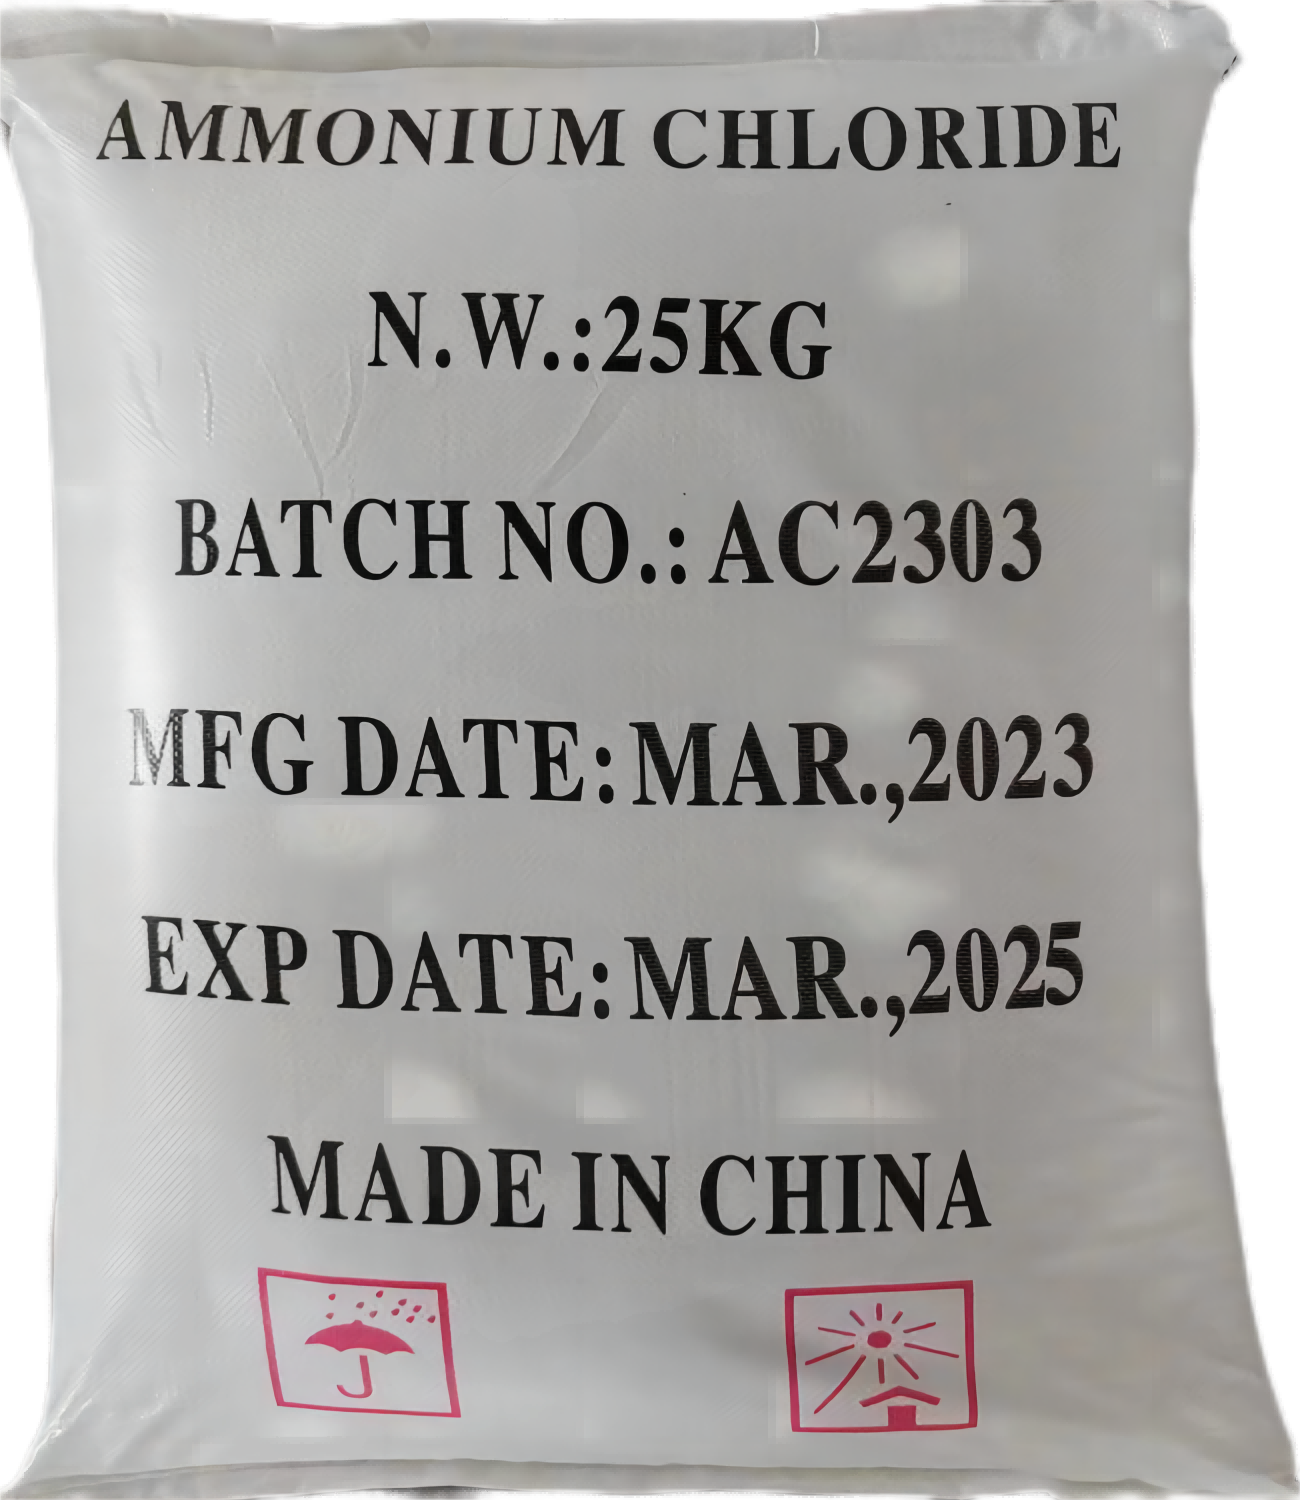 AMMONIUM CHLORIDE
N.W.:25KG
BATCH NO.: AC2303
MFG DATE:MAR.,2023
EXP DATE:MAR.,2025
MADE IN CHINA